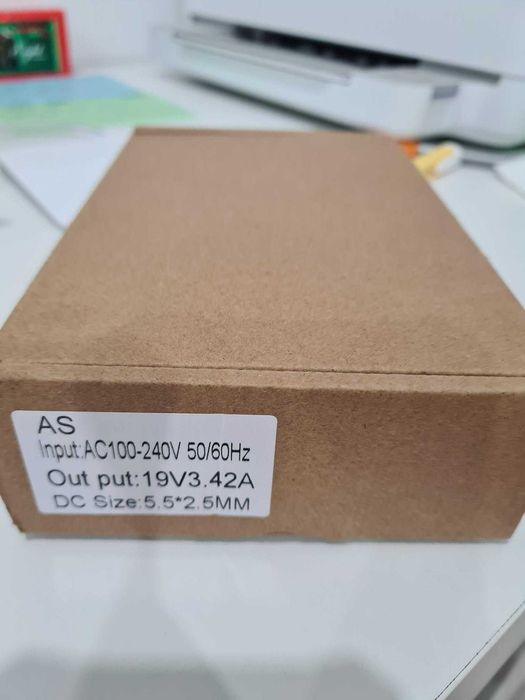 AS
Input:AC100-240V 50/60Hz
Out put:19V3.42A
DC Size:5.5*2.5MM